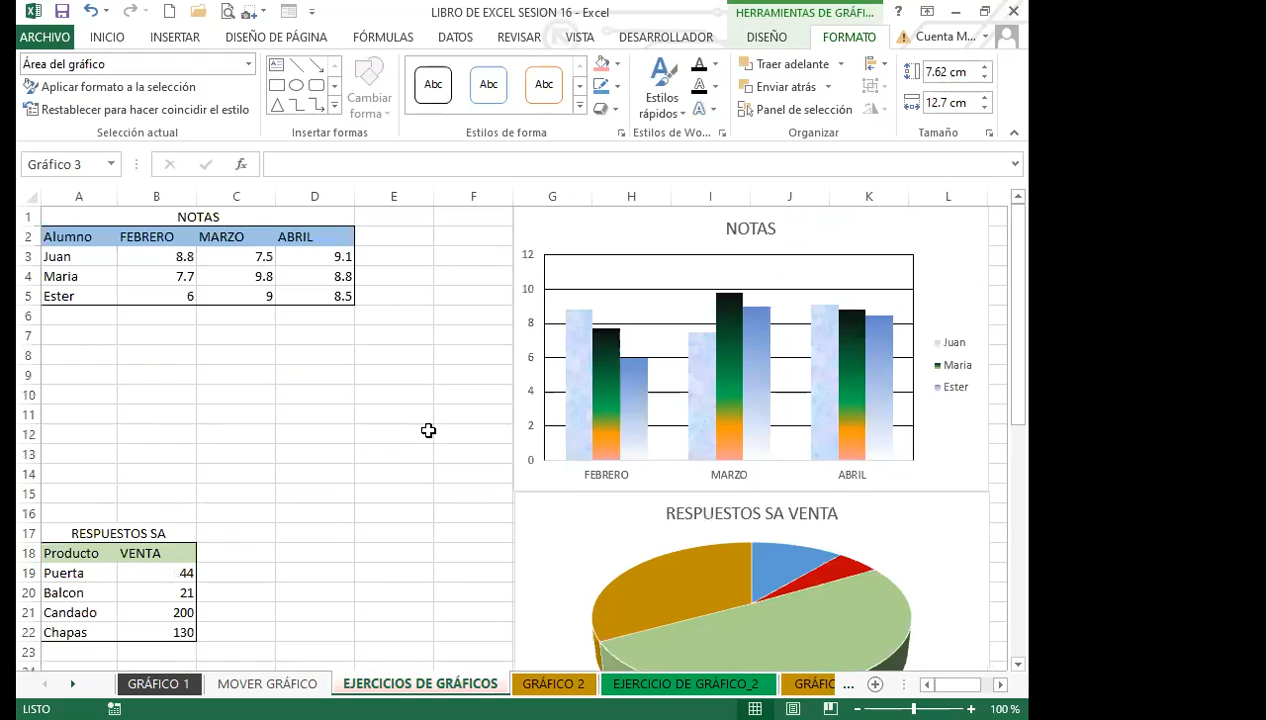 LIBRO DE EXCEL SESION 16 - Excel
HERRAMIENTAS DE GRÁFI...
?
ARCHIVO INICIO INSERTAR DISEÑO DE PÁGINA FÓRMULAS DATOS REVISAR VISTA DESARROLLADOR DISEÑO FORMATO Cuenta M...
Área del gráfico
Aplicar formato a la selección
Restablecer para hacer coincidir el estilo
Selección actual
Cambiar
forma
Insertar formas
Abc Abc Abc
Estilos de forma
Estilos
rápidos
Estilos de Wo...
Traer adelante
Enviar atrás
Panel de selección
Organizar
7.62 cm
12.7 cm
Tamaño
Gráfico 3 fx
A B C D E F G H I J K L
1 NOTAS
2 Alumno FEBRERO MARZO ABRIL
3 Juan 8.8 7.5 9.1
4 Maria 7.7 9.8 8.8
5 Ester 6 9 8.5
6
7
8
9
10
11
12
13
14
15
16
17 RESPUESTOS SA
18 Producto VENTA
19 Puerta 44
20 Balcon 21
21 Candado 200
22 Chapas 130
23
NOTAS
12
10
8
6
4
2
0
FEBRERO MARZO ABRIL
Juan
Maria
Ester
RESPUESTOS SA VENTA
GRÁFICO 1 MOVER GRÁFICO EJERCICIOS DE GRÁFICOS GRÁFICO 2 EJERCICIO DE GRÁFICO_2 GRÁFIC ...
LISTO 100 %